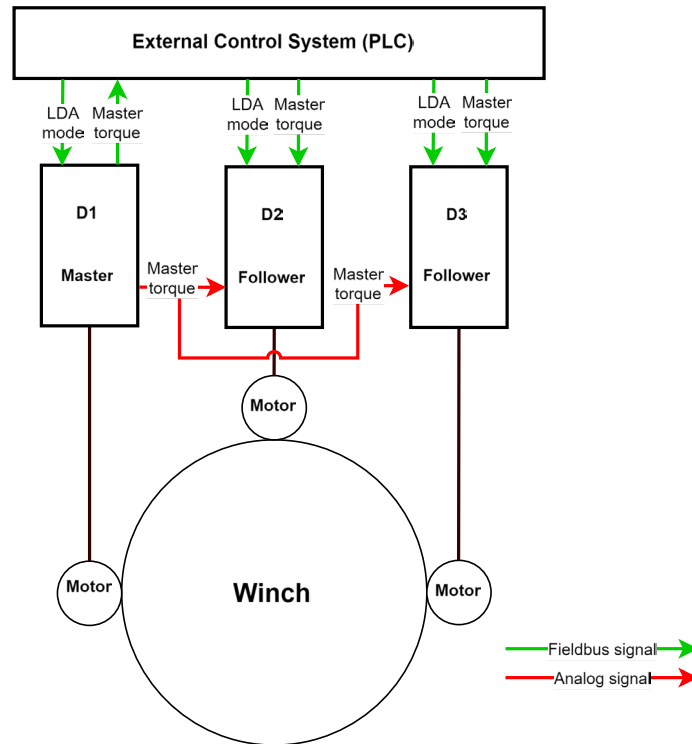 External Control System (PLC)
LDA
mode
Master
torque
LDA
mode
Master
torque
LDA
mode
Master
torque
D1
Master
D2
Follower
D3
Follower
Master
torque
Master
torque
Motor
Motor
Motor
Winch
Fieldbus signal
Analog signal